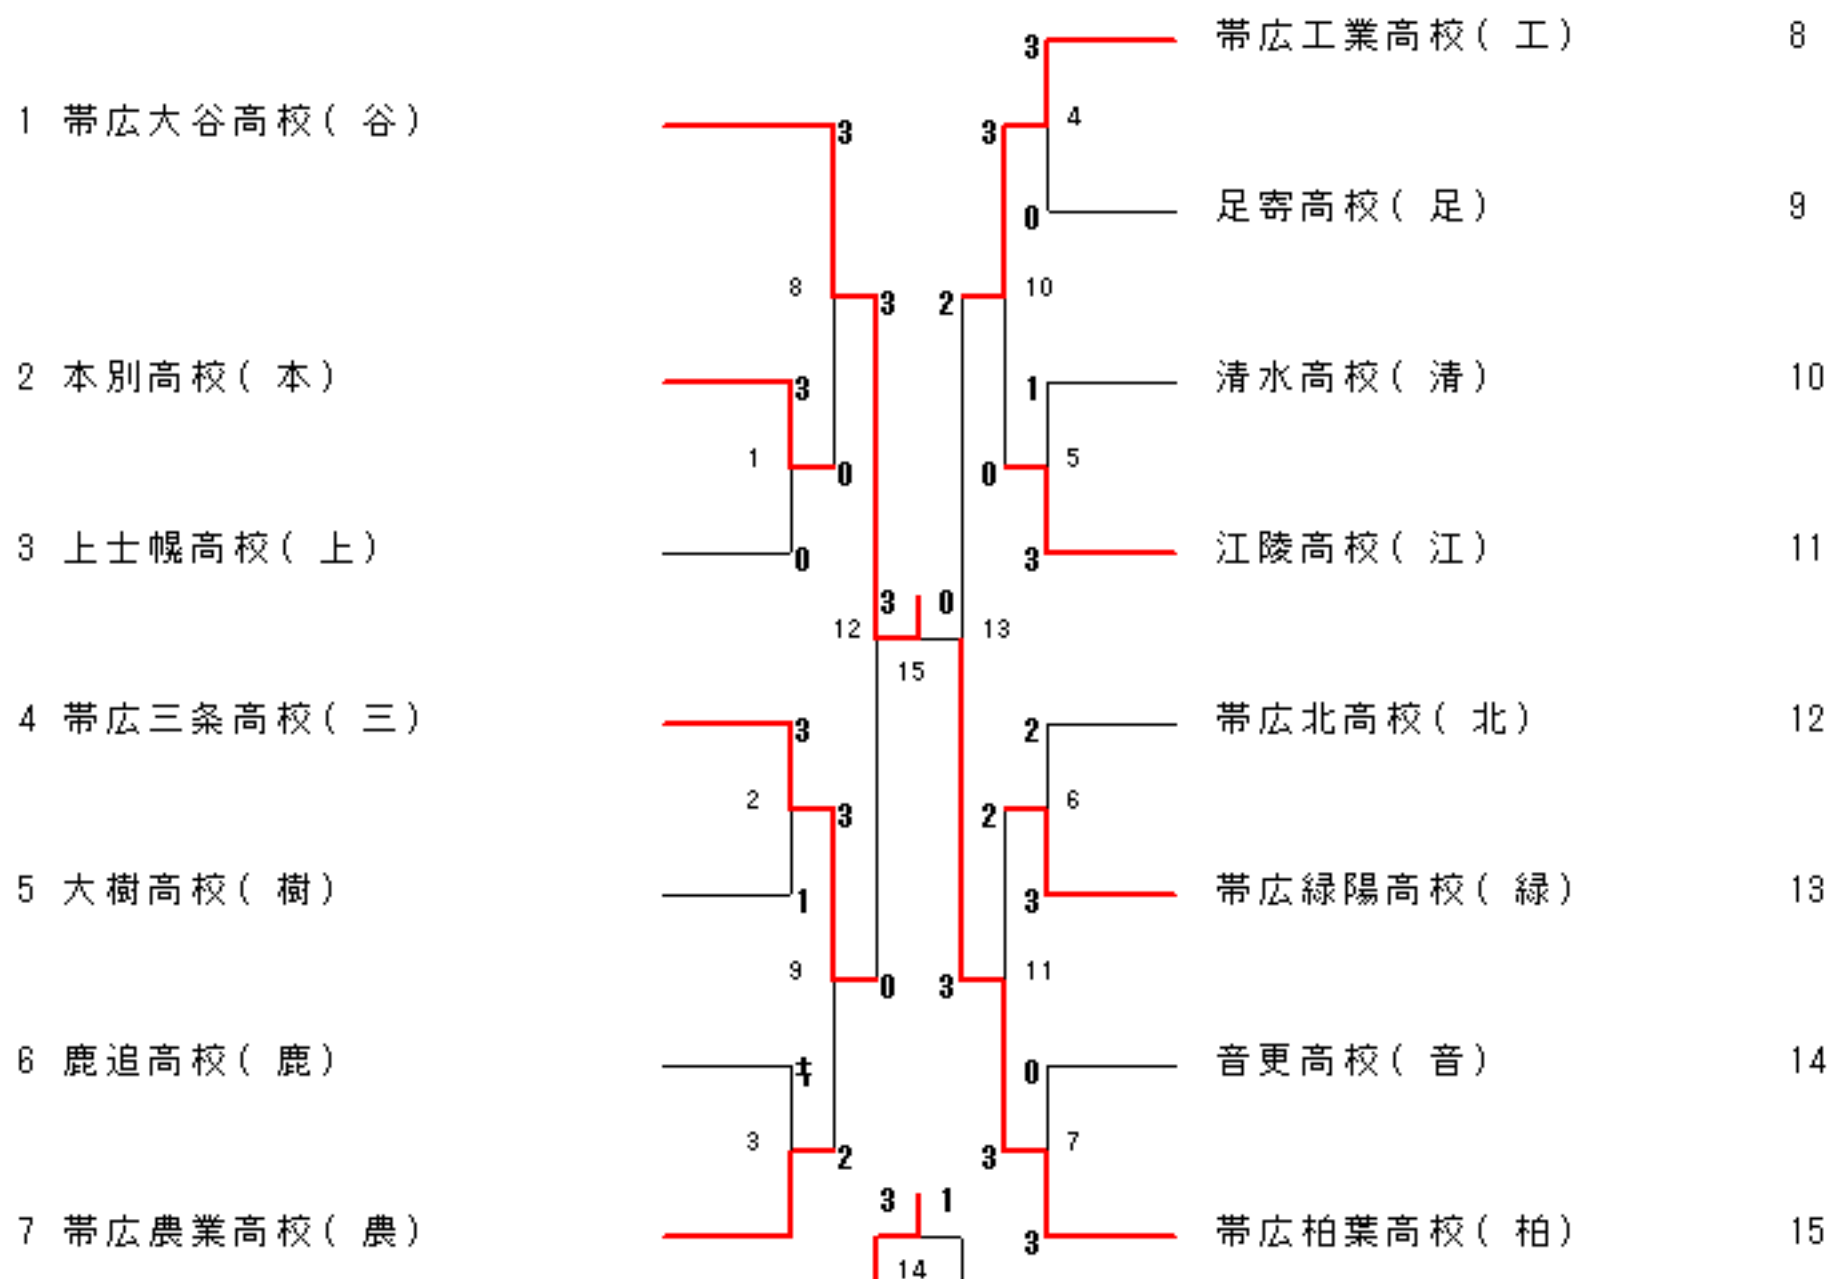 帯広工業高校( 工) 8
3
1 帯広大谷高校( 谷)
3 3 4
足寄高校( 足) 9
0
8 10
3 2
2 本別高校( 本)
清水高校( 清) 10
3 1
1 5
0 0
3 上士幌高校( 上)
江陵高校( 江) 11
0 3
3 0
12 13
15
4 帯広三条高校( 三)
帯広北高校( 北) 12
3 2
2 6
3 2
5 大樹高校( 樹)
帯広緑陽高校( 緑) 13
1 3
9 11
0 3
6 鹿追高校( 鹿)
音更高校( 音) 14
キ 0
3 7
2 3
3 1
7 帯広農業高校( 農)
帯広柏葉高校( 柏) 15
3
14